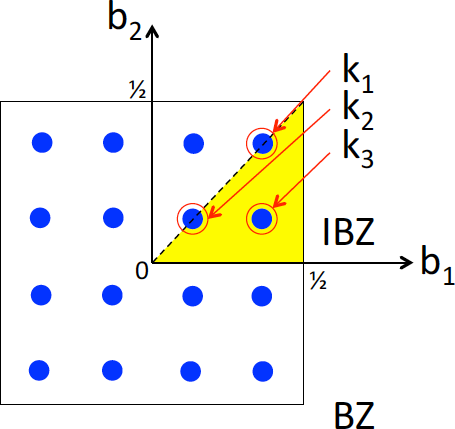 b₂
½
k₁
k₂
k₃
IBZ
0
½
b₁
BZ